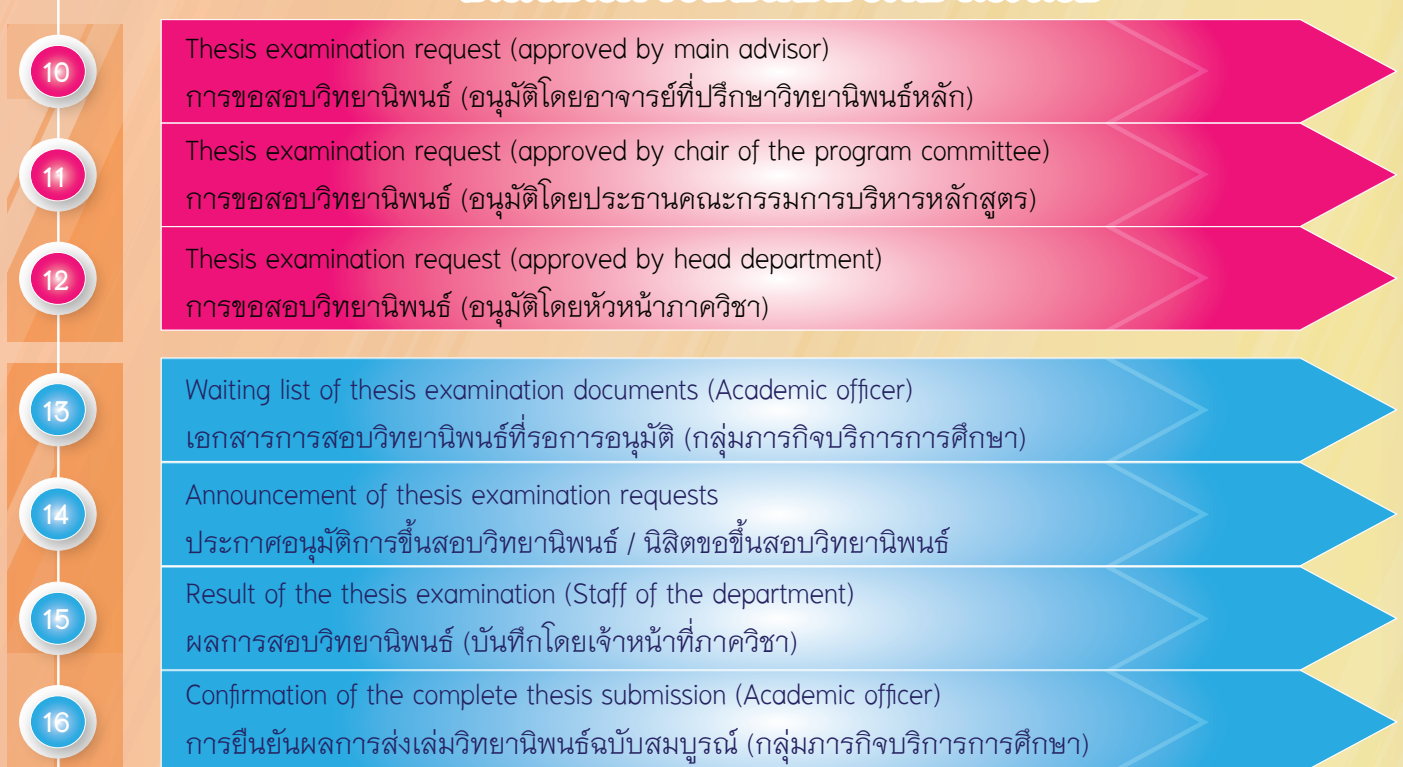 10
Thesis examination request (approved by main advisor)
การขอสอบวิทยานิพนธ์ (อนุมัติโดยอาจารย์ที่ปรึกษาวิทยานิพนธ์หลัก)
11
Thesis examination request (approved by chair of the program committee)
การขอสอบวิทยานิพนธ์ (อนุมัติโดยประธานคณะกรรมการบริหารหลักสูตร)
12
Thesis examination request (approved by head department)
การขอสอบวิทยานิพนธ์ (อนุมัติโดยหัวหน้าภาควิชา)
13
Waiting list of thesis examination documents (Academic officer)
เอกสารการสอบวิทยานิพนธ์ที่รอการอนุมัติ (กลุ่มภารกิจบริการการศึกษา)
14
Announcement of thesis examination requests
ประกาศอนุมัติการขึ้นสอบวิทยานิพนธ์ / นิสิตขอขึ้นสอบวิทยานิพนธ์
15
Result of the thesis examination (Staff of the department)
ผลการสอบวิทยานิพนธ์ (บันทึกโดยเจ้าหน้าที่ภาควิชา)
16
Confirmation of the complete thesis submission (Academic officer)
การยืนยันผลการส่งเล่มวิทยานิพนธ์ฉบับสมบูรณ์ (กลุ่มภารกิจบริการการศึกษา)